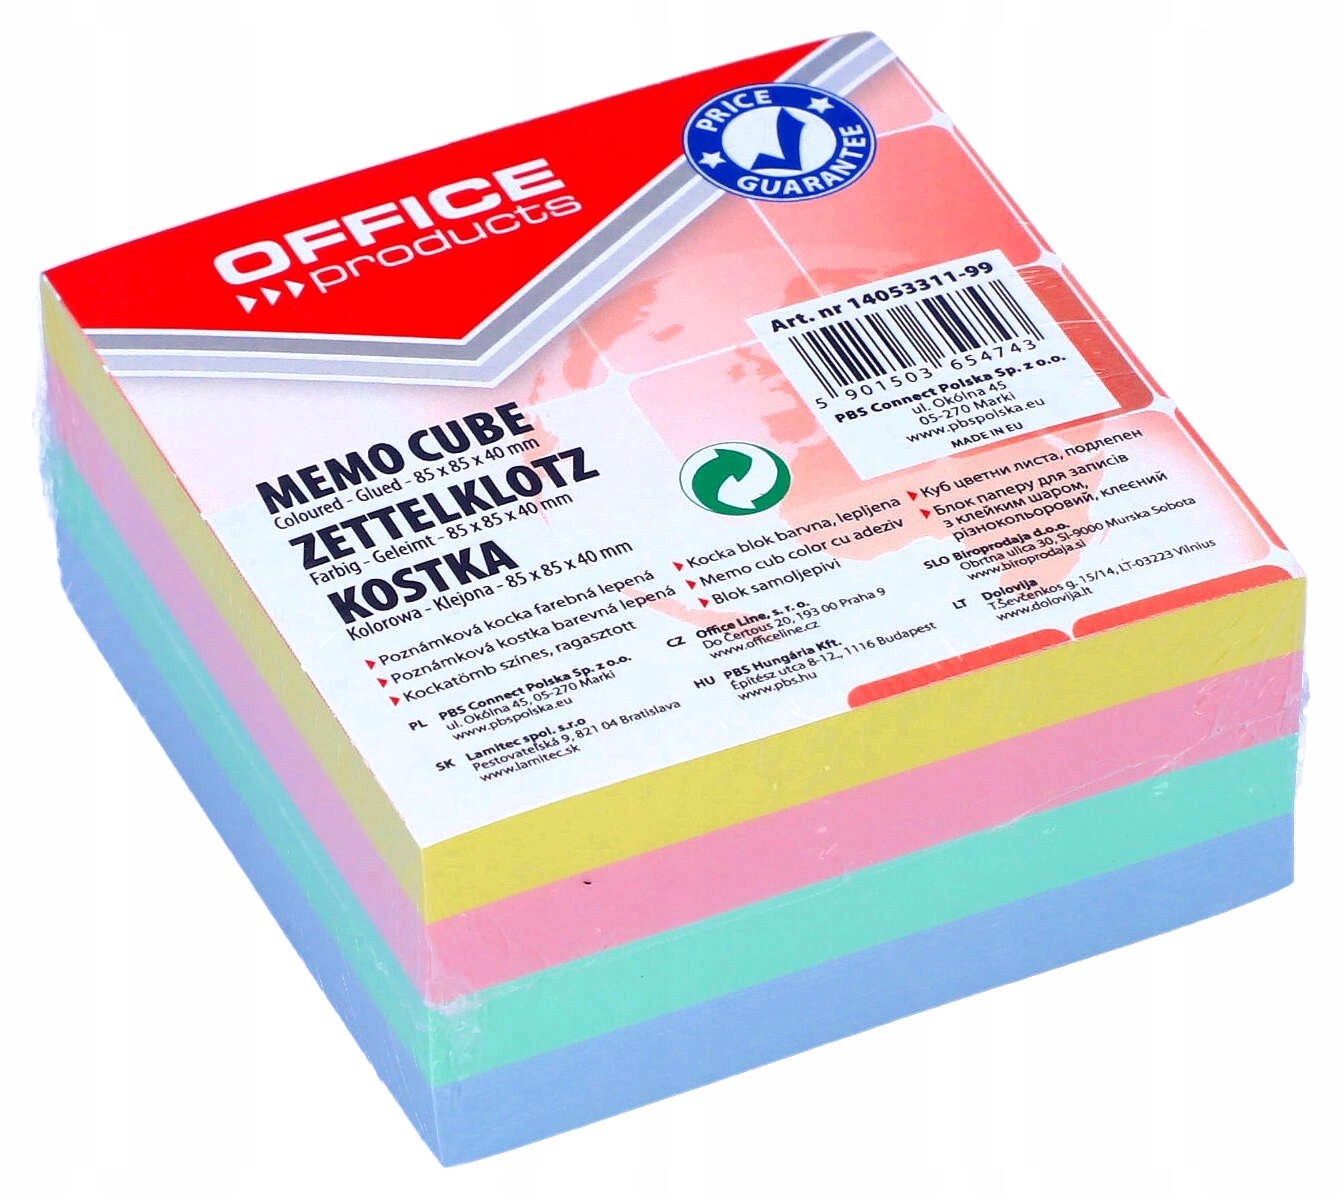 OFFICE
products
PRICE
GUARANTEE
Art. nr 14053311-99
5 901503 654743
PBS Connect Polska Sp. z o.o.
ul. Okólna 45
05-270 Marki
www.pbspolska.eu
MADE IN EU
MEMO CUBE
Coloured - Glued - 85 x 85 x 40 mm
ZETTELKLOTZ
Farbig - Geleimt - 85 x 85 x 40 mm
KOSTKA
Kolorowa - Klejona - 85 x 85 x 40 mm
Poznámková kocka farebná lepená
Poznámková kostka barevná lepená
Kockatömb színes, ragasztott
Kocka blok barvna, lepljena
Memo cub color cu adeziv
Blok samoljepivi
Куб цветни листа, подлепен
Блок паперу для записів
з клейким шаром,
різнокольоровий, клеєний
PL PBS Connect Polska Sp. z o.o.
ul. Okólna 45, 05-270 Marki
www.pbspolska.eu
SK Lamitec spol. s.r.o
Pestovateľská 9, 821 04 Bratislava
www.lamitec.sk
CZ Office Line, s. r. o.
Do Čertous 20, 193 00 Praha 9
www.officeline.cz
HU PBS Hungária Kft.
Építész utca 8-12., 1116 Budapest
www.pbs.hu
SLO Biroprodaja d.o.o.
Obrtna ulica 30, SI-9000 Murska Sobota
www.biroprodaja.si
LT Dolovija
T.Ševčenkos g. 15/14, LT-03223 Vilnius
www.dolovija.lt